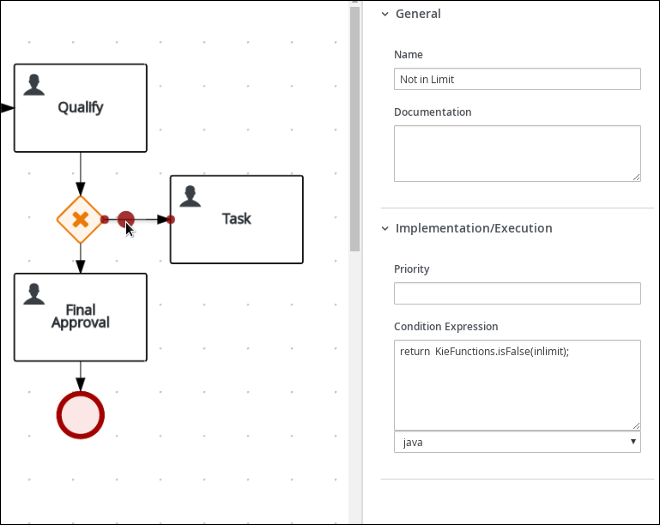 Qualify
Task
Final
Approval
General
Name
Not in Limit
Documentation
Implementation/Execution
Priority
Condition Expression
return  KieFunctions.isFalse(inlimit);
java